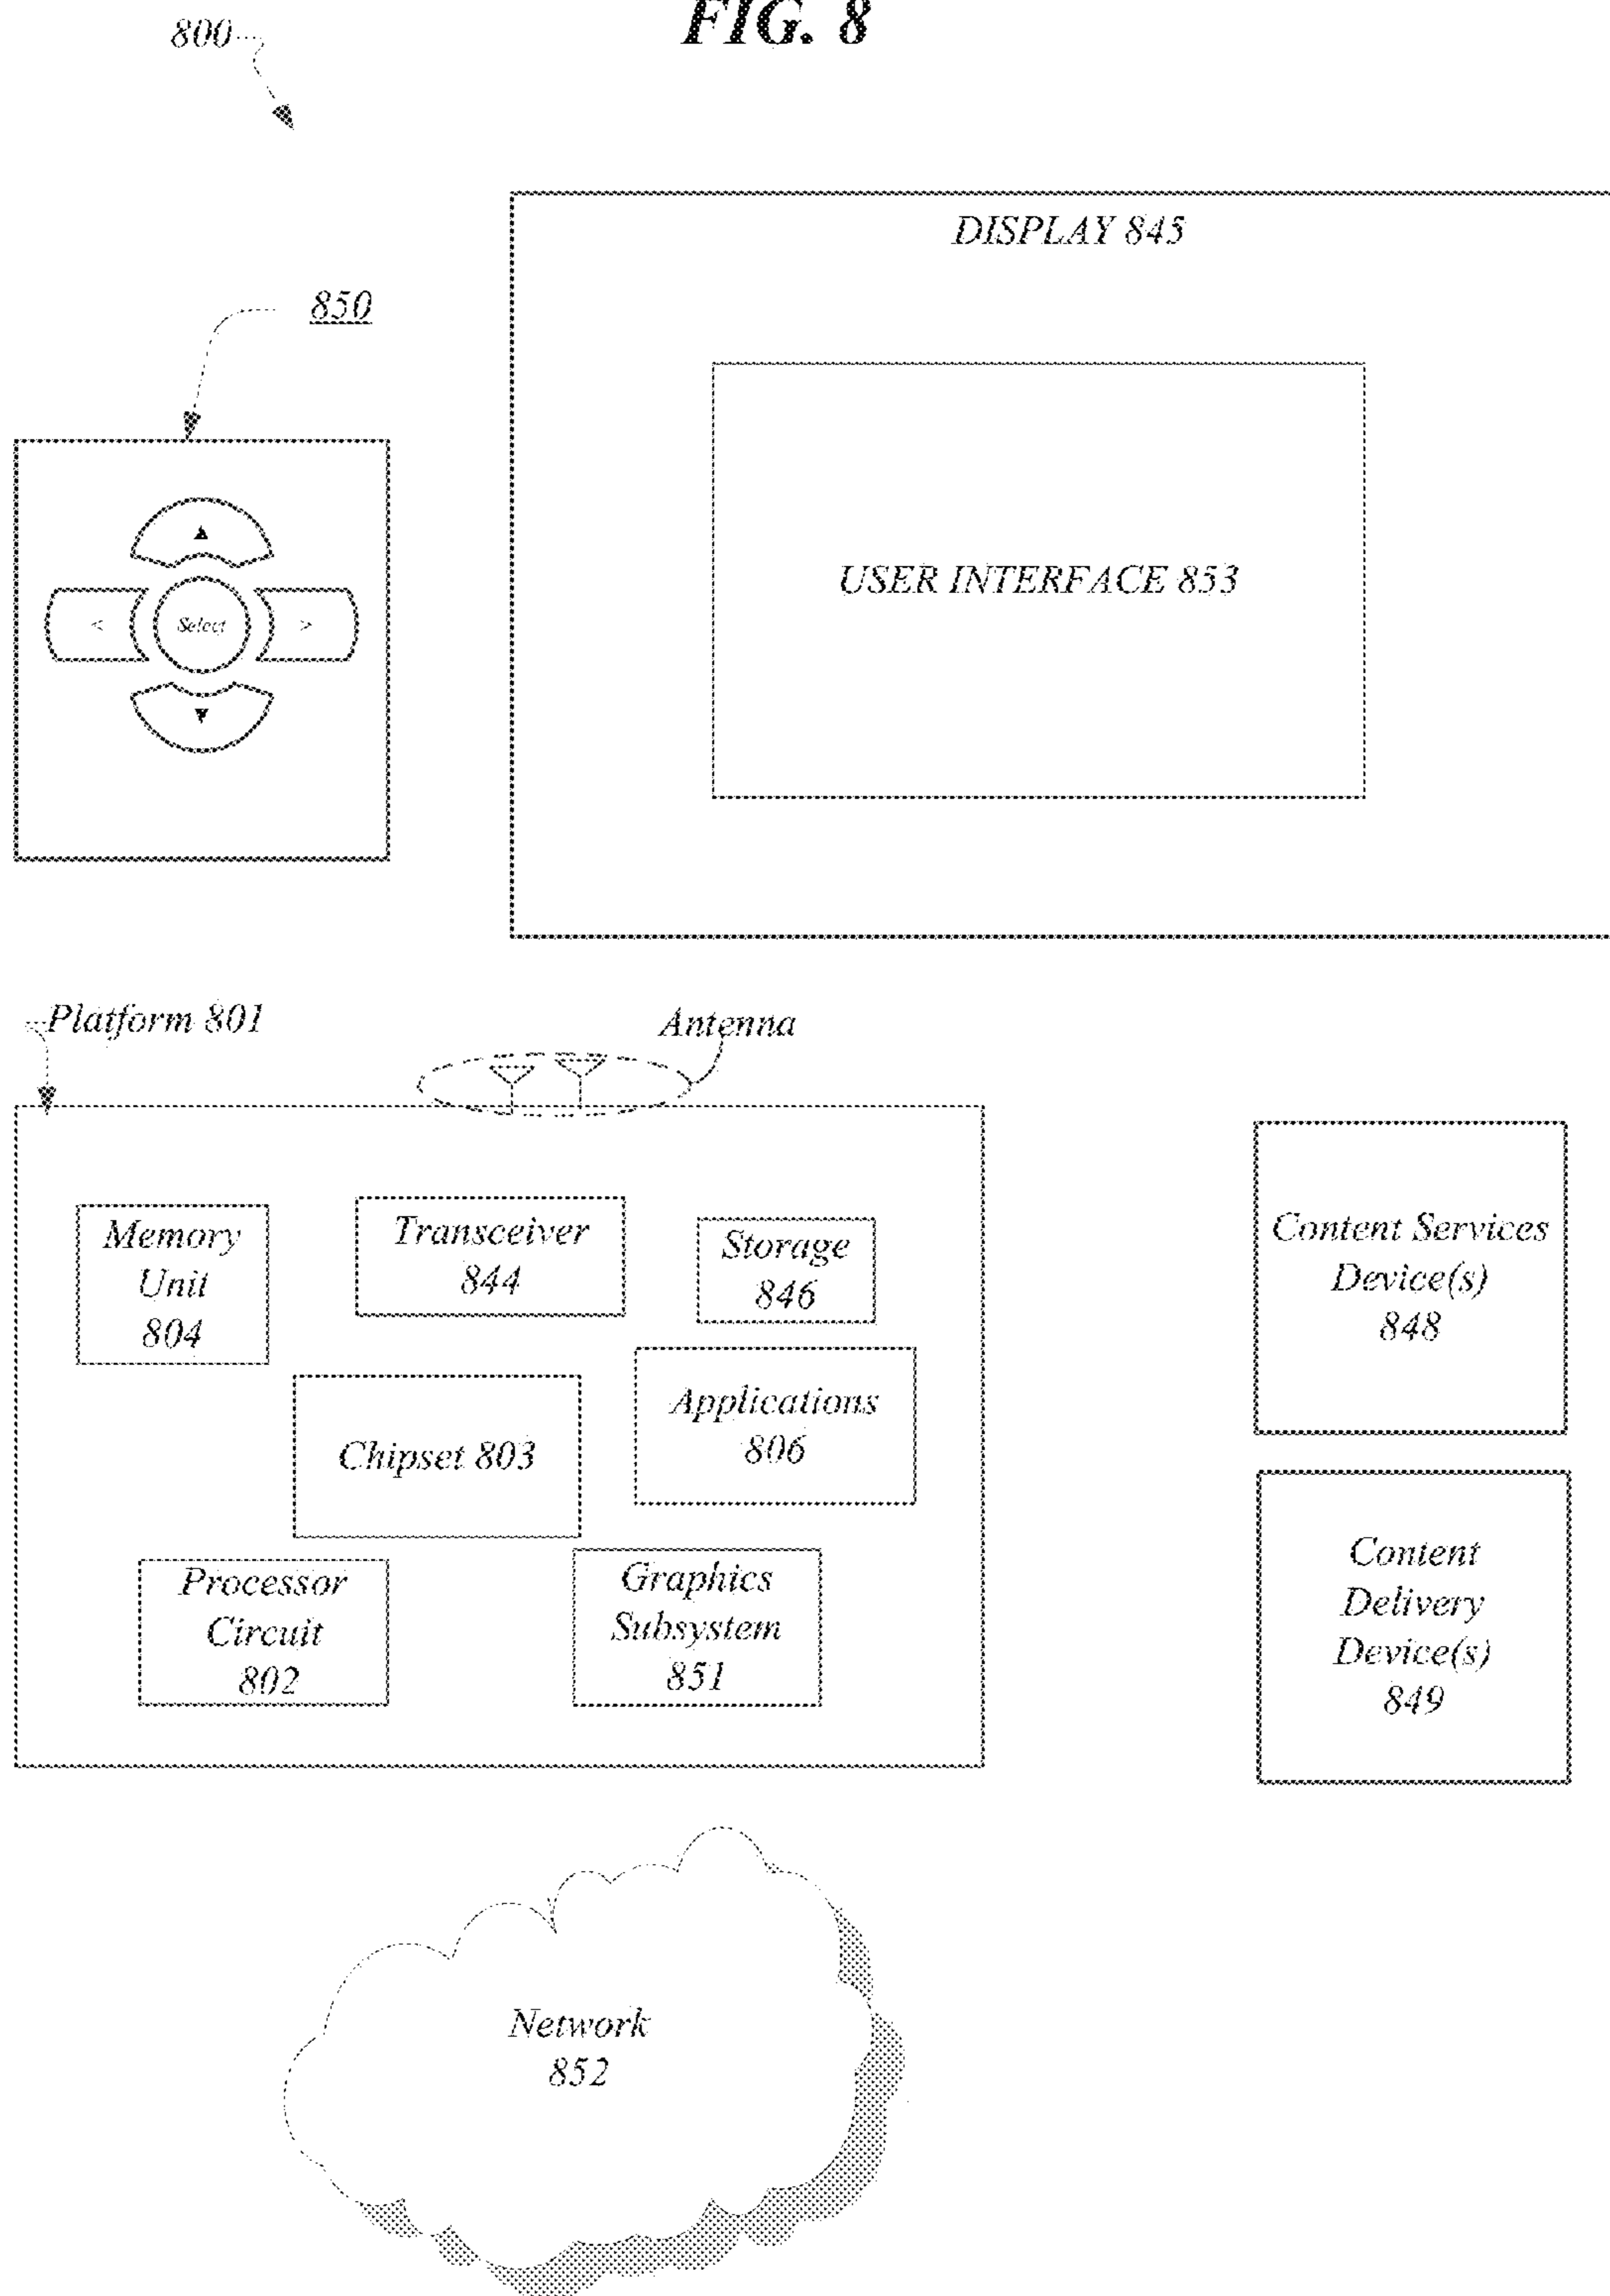 FIG. 8
800
DISPLAY 845
850
USER INTERFACE 853
▲
<
Select
>
▼
Platform 801
Antenna
Memory
Unit
804
Transceiver
844
Storage
846
Chipset 803
Applications
806
Processor
Circuit
802
Graphics
Subsystem
851
Content Services
Device(s)
848
Content
Delivery
Device(s)
849
Network
852